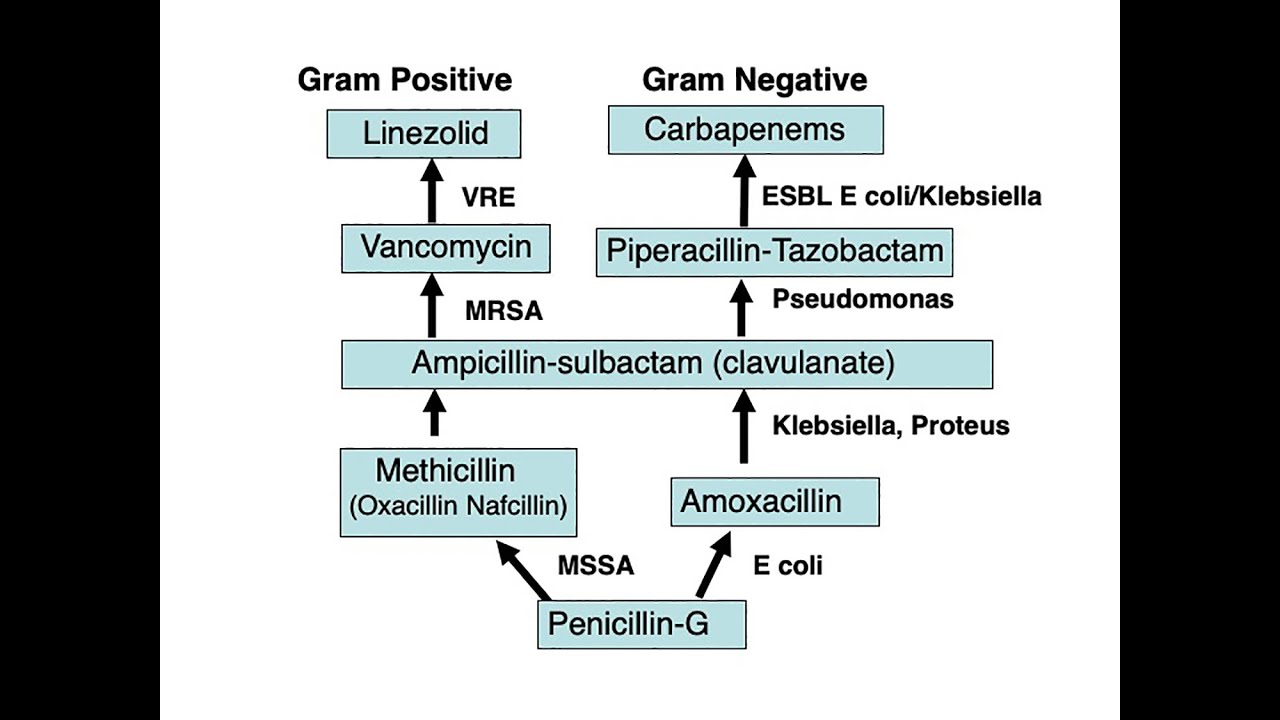 Gram Positive
Gram Negative
Linezolid
Carbapenems
VRE
ESBL E coli/Klebsiella
Vancomycin
Piperacillin-Tazobactam
MRSA
Pseudomonas
Ampicillin-sulbactam (clavulanate)
Klebsiella, Proteus
Methicillin
(Oxacillin Nafcillin)
Amoxacillin
MSSA
E coli
Penicillin-G